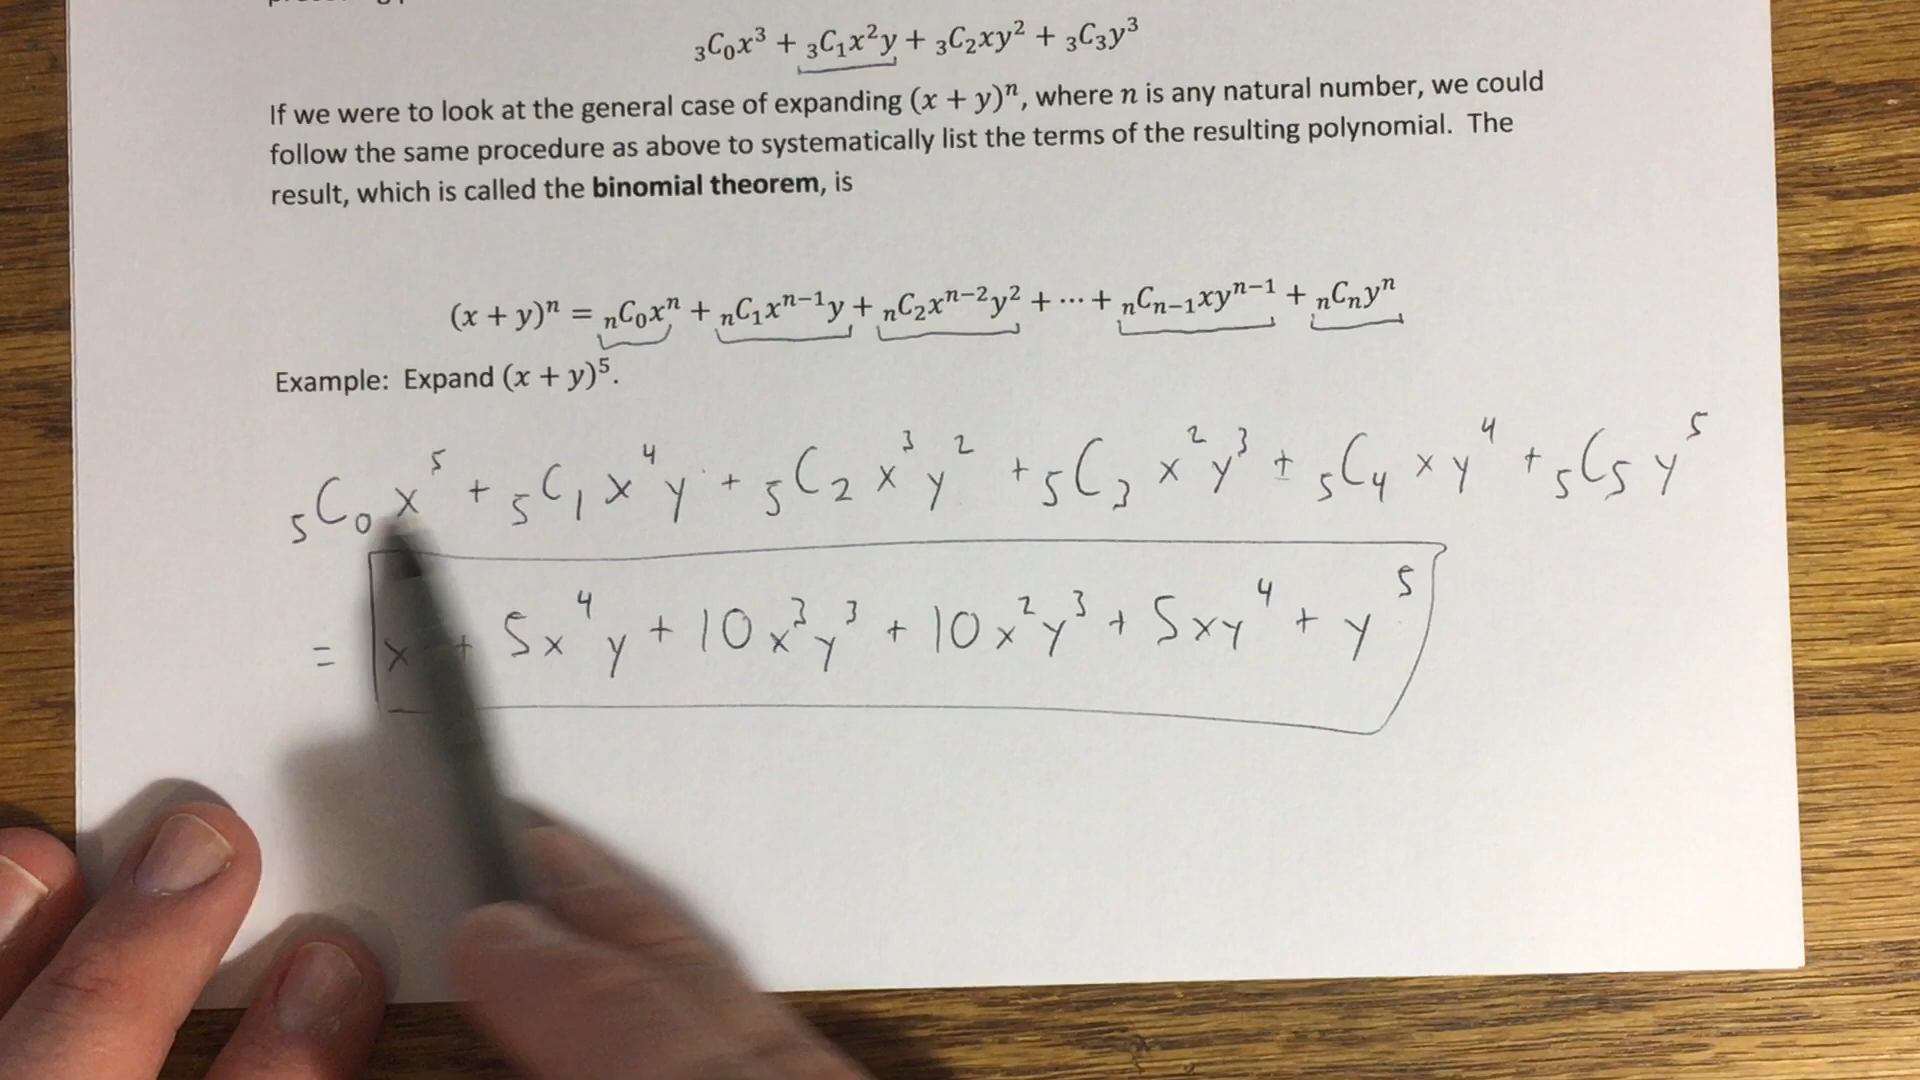 ₃C₀x³ + ₃C₁x²y + ₃C₂xy² + ₃C₃y³
If we were to look at the general case of expanding (x + y)ⁿ, where n is any natural number, we could
follow the same procedure as above to systematically list the terms of the resulting polynomial. The
result, which is called the binomial theorem, is
(x + y)ⁿ = ₙC₀xⁿ + ₙC₁xⁿ⁻¹y + ₙC₂xⁿ⁻²y² + ⋯ + ₙCₙ₋₁xyⁿ⁻¹ + ₙCₙyⁿ
Example: Expand (x + y)⁵.
₅C₀x⁵ + ₅C₁x⁴y + ₅C₂x³y² + ₅C₃x²y³ + ₅C₄xy⁴ + ₅C₅y⁵
= x + 5x⁴y + 10x³y³ + 10x²y³ + 5xy⁴ + y⁵